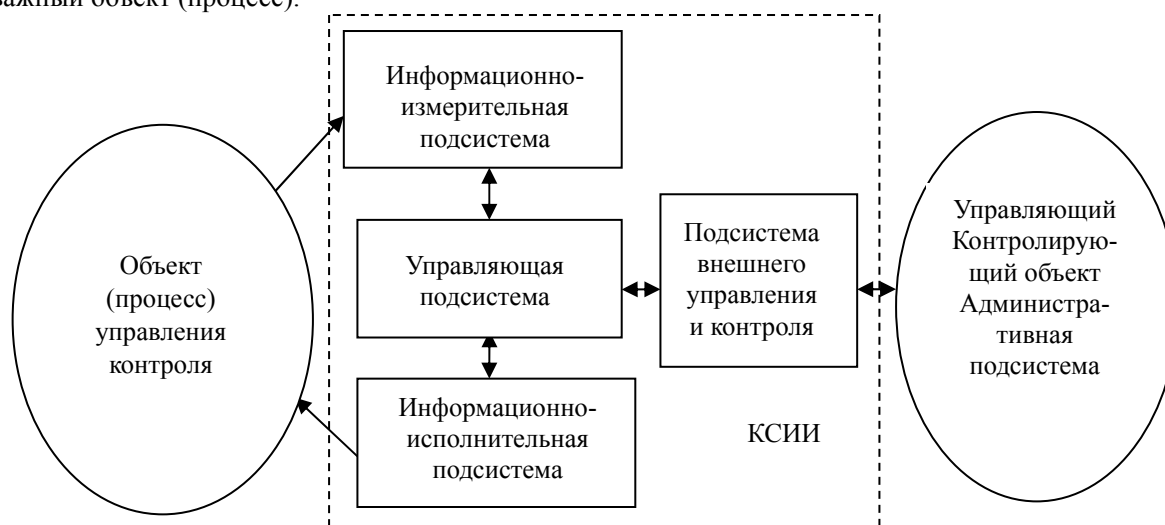 важный объект (процесс).
Информационно-
измерительная
подсистема
Объект
(процесс)
управления
контроля
Управляющая
подсистема
Подсистема
внешнего
управления
и контроля
Управляющий
Контролирую-
щий объект
Администра-
тивная
подсистема
Информационно-
исполнительная
подсистема
КСИИ